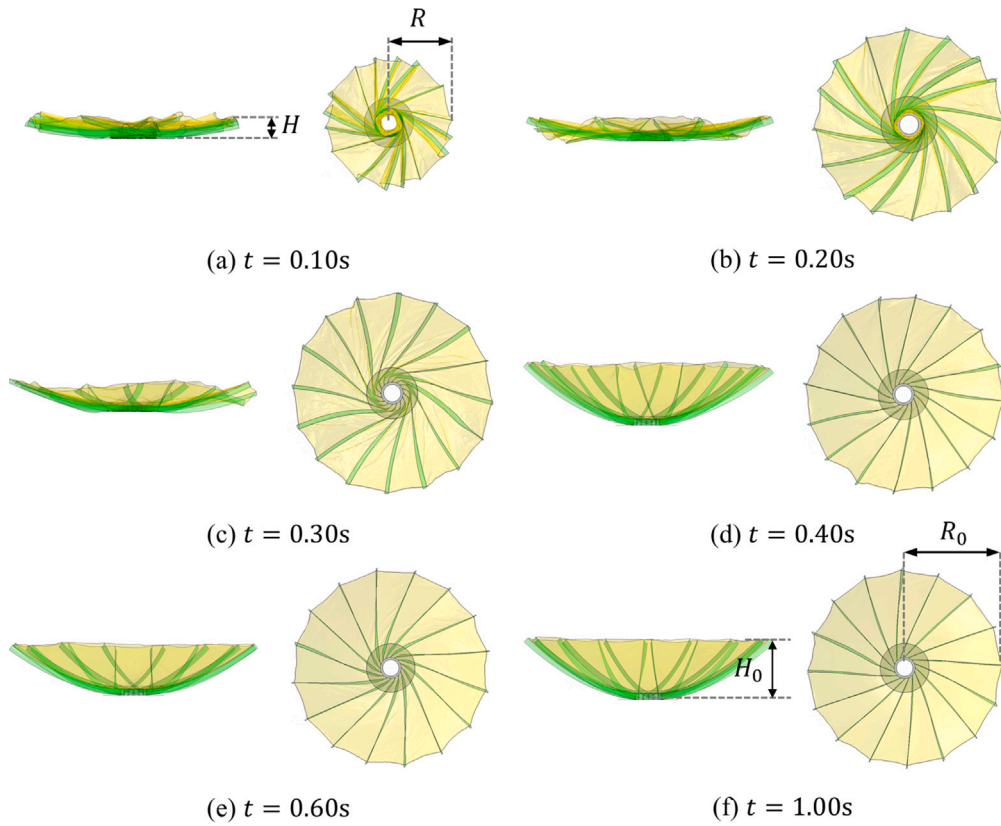 R
H
(a) t = 0.10s
(b) t = 0.20s
(c) t = 0.30s
(d) t = 0.40s
R₀
H₀
(e) t = 0.60s
(f) t = 1.00s